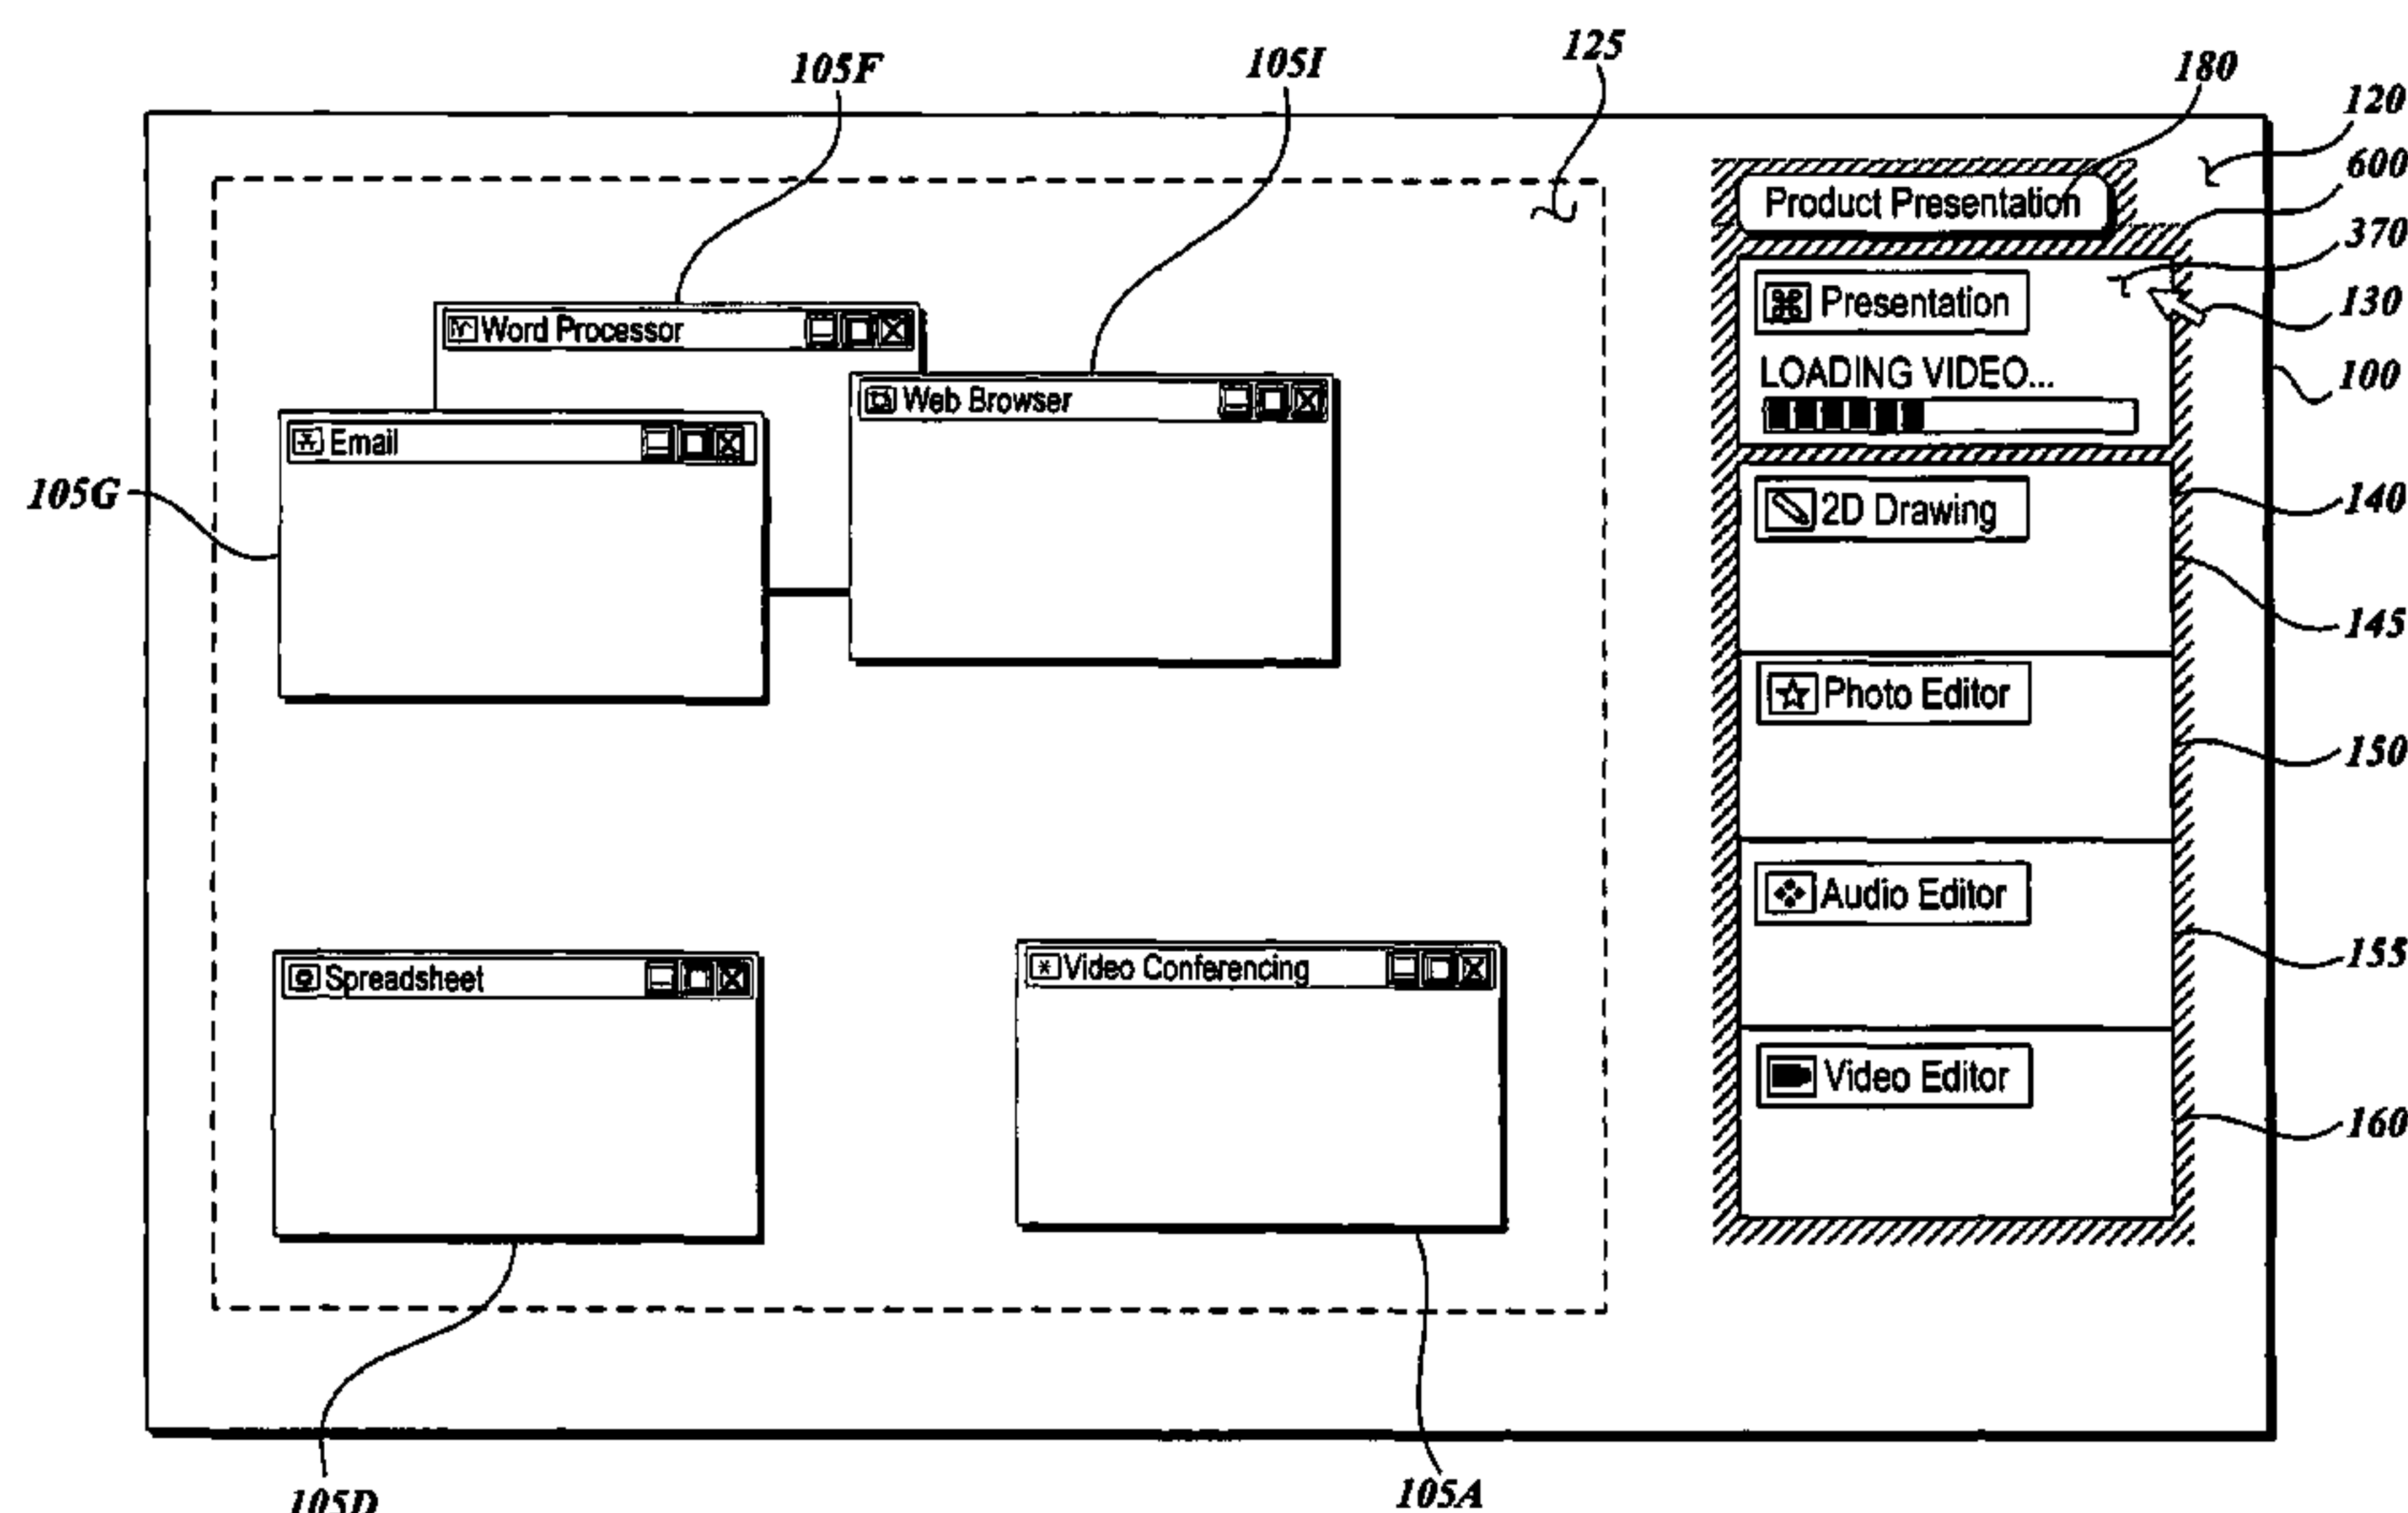 125
180
105F
105I
120
600
Product Presentation
370
Presentation
130
Word Processor
LOADING VIDEO...
100
Web Browser
Email
105G
140
2D Drawing
145
Photo Editor
150
Audio Editor
155
Spreadsheet
Video Conferencing
Video Editor
160
105D
105A